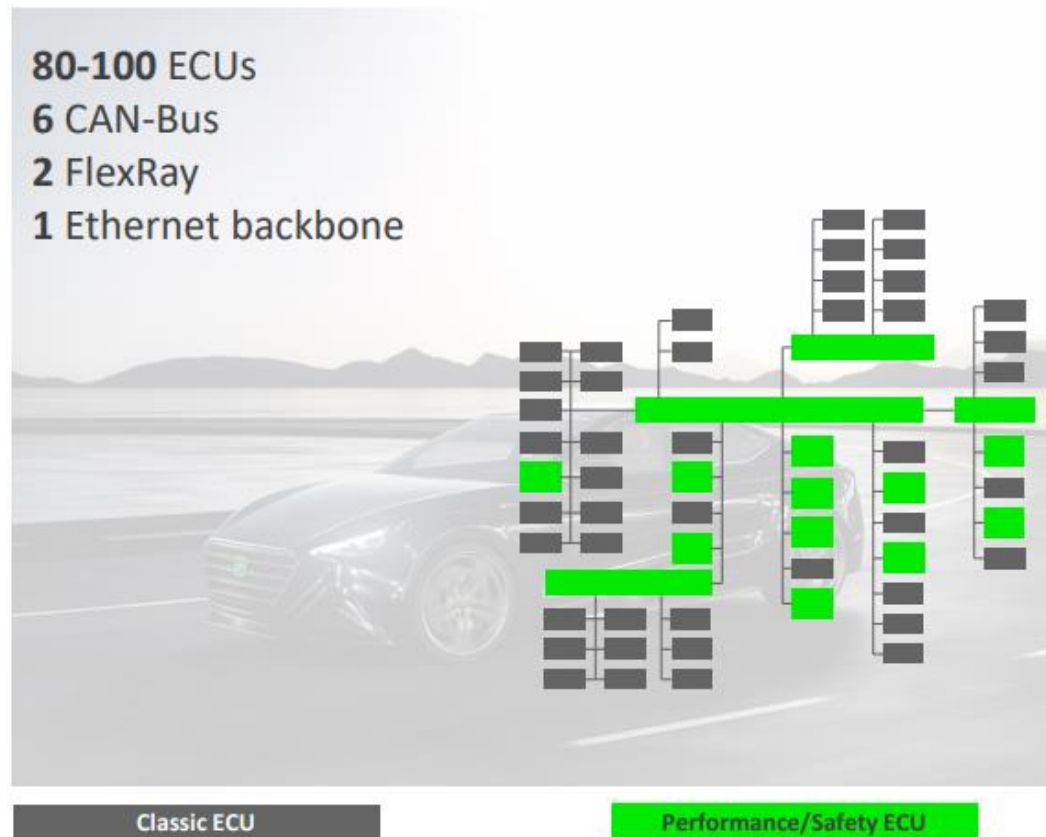 80-100 ECUs
6 CAN-Bus
2 FlexRay
1 Ethernet backbone
Classic ECU
Performance/Safety ECU